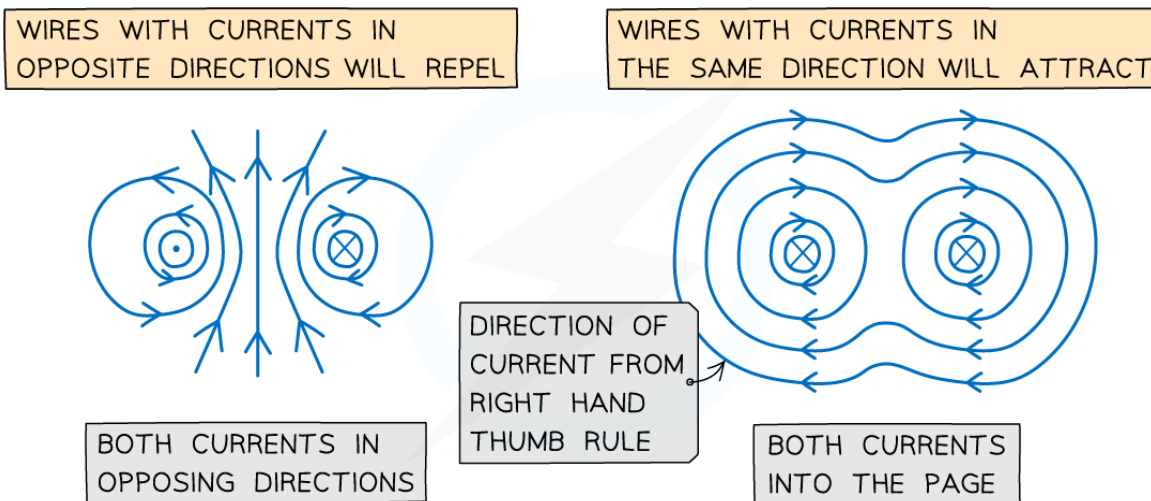 WIRES WITH CURRENTS IN
OPPOSITE DIRECTIONS WILL REPEL
WIRES WITH CURRENTS IN
THE SAME DIRECTION WILL ATTRACT
DIRECTION OF
CURRENT FROM
RIGHT HAND
THUMB RULE
BOTH CURRENTS IN
OPPOSING DIRECTIONS
BOTH CURRENTS
INTO THE PAGE